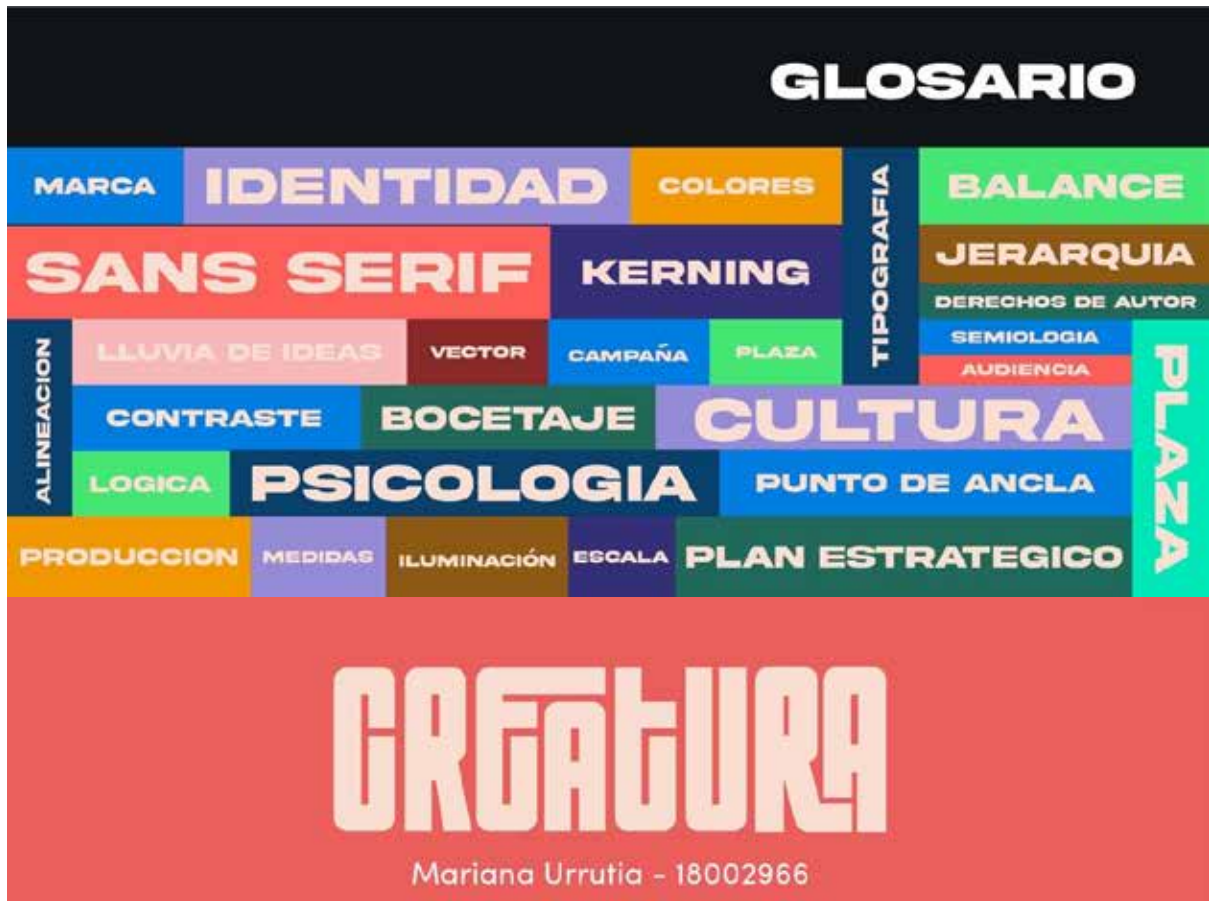 GLOSARIO
MARCA
IDENTIDAD
COLORES
TIPOGRAFIA
BALANCE
SANS SERIF
KERNING
JERARQUIA
DERECHOS DE AUTOR
ALINEACION
LLUVIA DE IDEAS
VECTOR
CAMPAÑA
PLAZA
SEMIOLOGIA
AUDIENCIA
PLAZA
CONTRASTE
BOCETAJE
CULTURA
LOGICA
PSICOLOGIA
PUNTO DE ANCLA
PRODUCCION
MEDIDAS
ILUMINACIÓN
ESCALA
PLAN ESTRATEGICO
CREATURA
Mariana Urrutia - 18002966